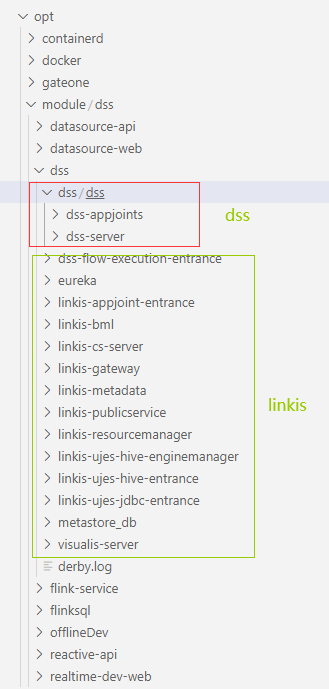 opt
containerd
docker
gateone
module/dss
datasource-api
datasource-web
dss
dss/dss
dss-appjoints
dss
dss-server
dss-flow-execution-entrance
eureka
linkis-appjoint-entrance
linkis-bml
linkis-cs-server
linkis-gateway
linkis-metadata
linkis
linkis-publicservice
linkis-resourcemanager
linkis-ujes-hive-enginemanager
linkis-ujes-hive-entrance
linkis-ujes-jdbc-entrance
metastore_db
visualis-server
derby.log
flink-service
flinksql
offlineDev
reactive-api
realtime-dev-web